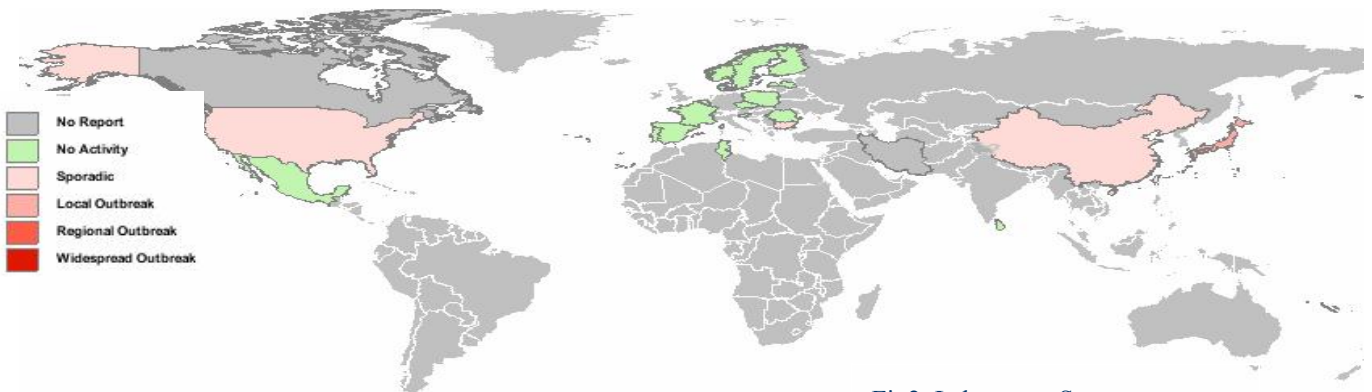 No Report
No Activity
Sporadic
Local Outbreak
Regional Outbreak
Widespread Outbreak